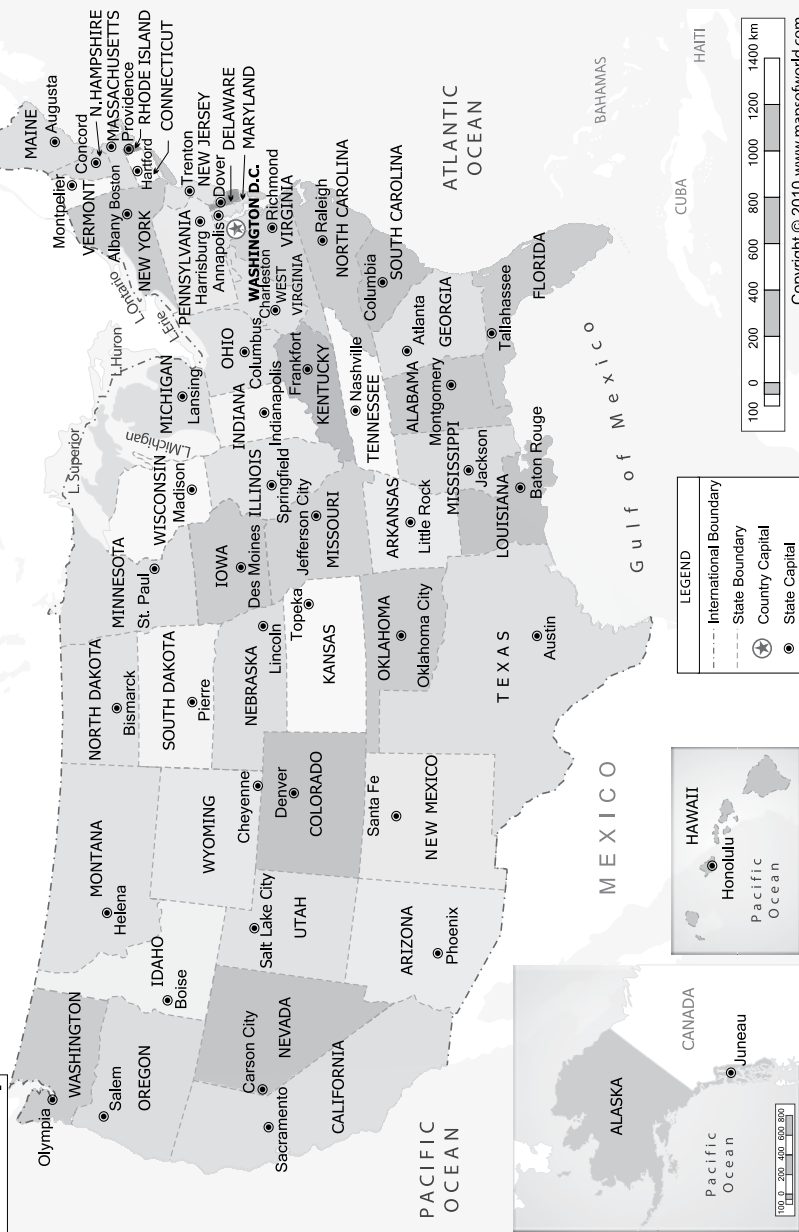 Olympia
WASHINGTON
Salem
OREGON
IDAHO
Boise
MONTANA
Helena
WYOMING
Cheyenne
NORTH DAKOTA
Bismarck
SOUTH DAKOTA
Pierre
NEBRASKA
Lincoln
MINNESOTA
St. Paul
WISCONSIN
Madison
IOWA
Des Moines
L. Superior
L.Michigan
L.Huron
L.Erie
L.Ontario
MICHIGAN
Lansing
ILLINOIS
Springfield
INDIANA
Indianapolis
OHIO
Columbus
PENNSYLVANIA
Harrisburg
NEW YORK
Albany
VERMONT
Montpelier
MAINE
Augusta
Concord
N.HAMPSHIRE
Boston
MASSACHUSETTS
Providence
RHODE ISLAND
Hartford
CONNECTICUT
Trenton
NEW JERSEY
Dover
DELAWARE
Annapolis
MARYLAND
WASHINGTON D.C.
Richmond
VIRGINIA
Charleston
WEST
VIRGINIA
Frankfort
KENTUCKY
Nashville
TENNESSEE
Raleigh
NORTH CAROLINA
Columbia
SOUTH CAROLINA
Atlanta
GEORGIA
Tallahassee
FLORIDA
ALABAMA
Montgomery
MISSISSIPPI
Jackson
LOUISIANA
Baton Rouge
ARKANSAS
Little Rock
Jefferson City
MISSOURI
Topeka
KANSAS
OKLAHOMA
Oklahoma City
TEXAS
Austin
Denver
COLORADO
Santa Fe
NEW MEXICO
Salt Lake City
UTAH
ARIZONA
Phoenix
Carson City
NEVADA
Sacramento
CALIFORNIA
PACIFIC
OCEAN
ATLANTIC
OCEAN
MEXICO
Gulf of Mexico
BAHAMAS
CUBA
HAITI
ALASKA
CANADA
Juneau
Pacific
Ocean
100 0 200 400 600 800
HAWAII
Honolulu
Pacific
Ocean
LEGEND
International Boundary
State Boundary
Country Capital
State Capital
100 0 200 400 600 800 1000 1200 1400 km
Copyright © 2010 www.mapsofworld.com